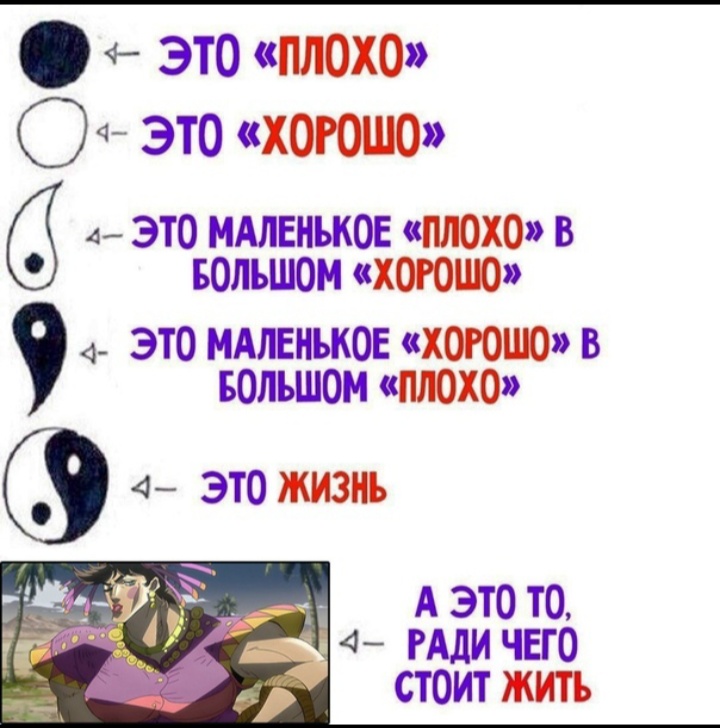 ЭТО «ПЛОХО»
ЭТО «ХОРОШО»
ЭТО МАЛЕНЬКОЕ «ПЛОХО» В
БОЛЬШОМ «ХОРОШО»
ЭТО МАЛЕНЬКОЕ «ХОРОШО» В
БОЛЬШОМ «ПЛОХО»
ЭТО ЖИЗНЬ
А ЭТО ТО,
РАДИ ЧЕГО
СТОИТ ЖИТЬ